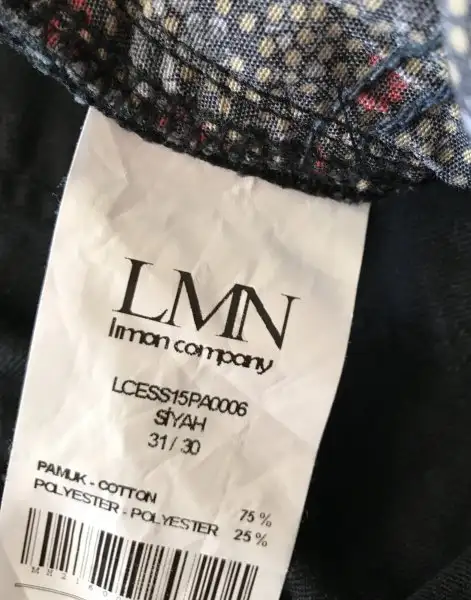 LMN
limon company
LCESS15PA0006
SİYAH
31 / 30
PAMUK - COTTON 75 %
POLYESTER - POLYESTER 25 %